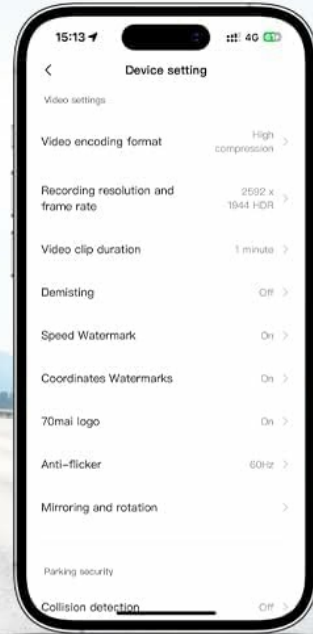 15:13 4G 61+
Device setting
Video settings
Video encoding format
High
compression
Recording resolution and
frame rate
2592 x
1944 HDR
Video clip duration 1 minute
Demisting Off
Speed Watermark On
Coordinates Watermarks On
70mai logo On
Anti-flicker 60Hz
Mirroring and rotation
Parking security
Collision detection Off